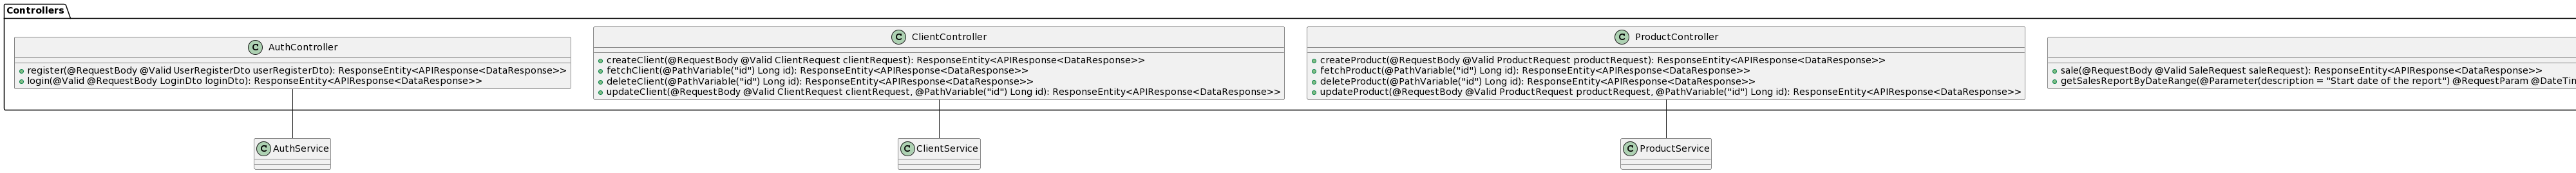 Controllers
C AuthController
register(@RequestBody @Valid UserRegisterDto userRegisterDto): ResponseEntity<APIResponse<DataResponse>>
login(@Valid @RequestBody LoginDto loginDto): ResponseEntity<APIResponse<DataResponse>>
C ClientController
createClient(@RequestBody @Valid ClientRequest clientRequest): ResponseEntity<APIResponse<DataResponse>>
fetchClient(@PathVariable("id") Long id): ResponseEntity<APIResponse<DataResponse>>
deleteClient(@PathVariable("id") Long id): ResponseEntity<APIResponse<DataResponse>>
updateClient(@RequestBody @Valid ClientRequest clientRequest, @PathVariable("id") Long id): ResponseEntity<APIResponse<DataResponse>>
C ProductController
createProduct(@RequestBody @Valid ProductRequest productRequest): ResponseEntity<APIResponse<DataResponse>>
fetchProduct(@PathVariable("id") Long id): ResponseEntity<APIResponse<DataResponse>>
deleteProduct(@PathVariable("id") Long id): ResponseEntity<APIResponse<DataResponse>>
updateProduct(@RequestBody @Valid ProductRequest productRequest, @PathVariable("id") Long id): ResponseEntity<APIResponse<DataResponse>>
sale(@RequestBody @Valid SaleRequest saleRequest): ResponseEntity<APIResponse<DataResponse>>
getSalesReportByDateRange(@Parameter(description = "Start date of the report") @RequestParam
C AuthService
C ClientService
C ProductService